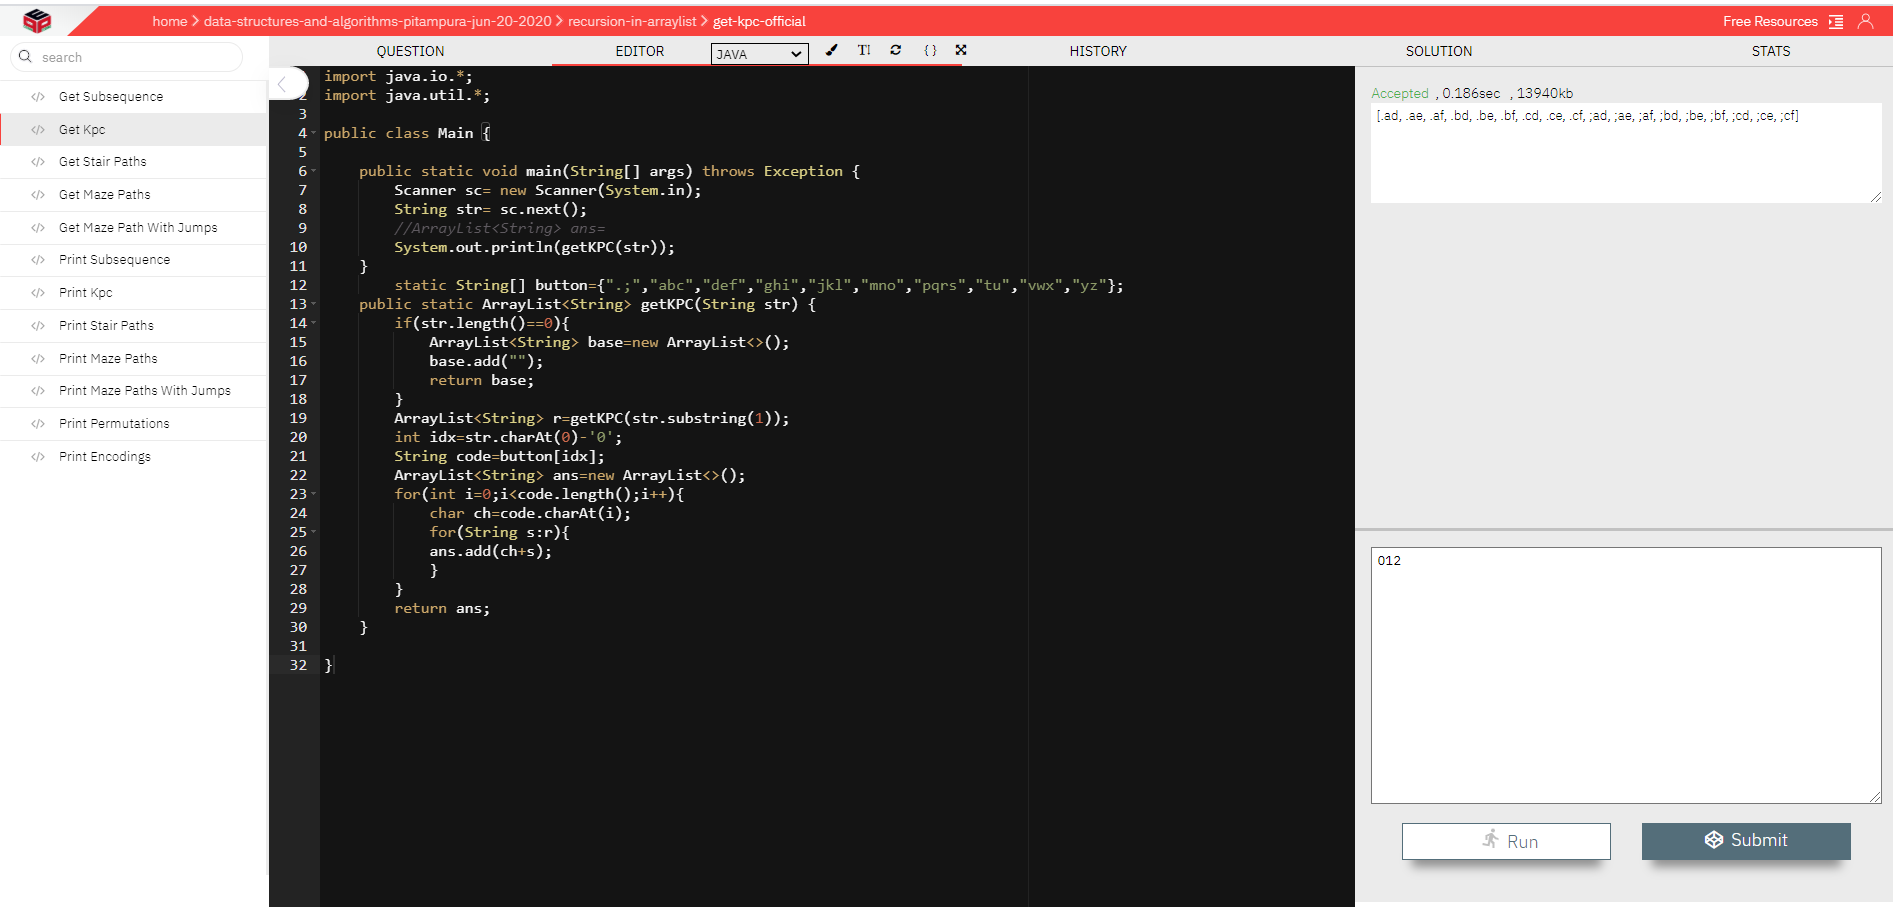 home > data-structures-and-algorithms-pitampura-jun-20-2020 > recursion-in-arraylist > get-kpc-official
Free Resources
search
QUESTION
EDITOR
JAVA
HISTORY
SOLUTION
STATS
Get Subsequence
Get Kpc
Get Stair Paths
Get Maze Paths
Get Maze Path With Jumps
Print Subsequence
Print Kpc
Print Stair Paths
Print Maze Paths
Print Maze Paths With Jumps
Print Permutations
Print Encodings
import java.io.*;
2 import java.util.*;
3
4 public class Main {
5
6     public static void main(String[] args) throws Exception {
7         Scanner sc= new Scanner(System.in);
8         String str= sc.next();
9         //ArrayList<String> ans=
10         System.out.println(getKPC(str));
11     }
12         static String[] button={".;","abc","def","ghi","jkl","mno","pqrs","tu","vwx","yz"};
13     public static ArrayList<String> getKPC(String str) {
14         if(str.length()==0){
15             ArrayList<String> base=new ArrayList<>();
16             base.add("");
17             return base;
18         }
19         ArrayList<String> r=getKPC(str.substring(1));
20         int idx=str.charAt(0)-'0';
21         String code=button[idx];
22         ArrayList<String> ans=new ArrayList<>();
23         for(int i=0;i<code.length();i++){
24             char ch=code.charAt(i);
25             for(String s:r){
26             ans.add(ch+s);
27             }
28         }
29         return ans;
30     }
31
32 }
Accepted , 0.186sec , 13940kb
[.ad, .ae, .af, .bd, .be, .bf, .cd, .ce, .cf, ;ad, ;ae, ;af, ;bd, ;be, ;bf, ;cd, ;ce, ;cf]
012
Run
Submit